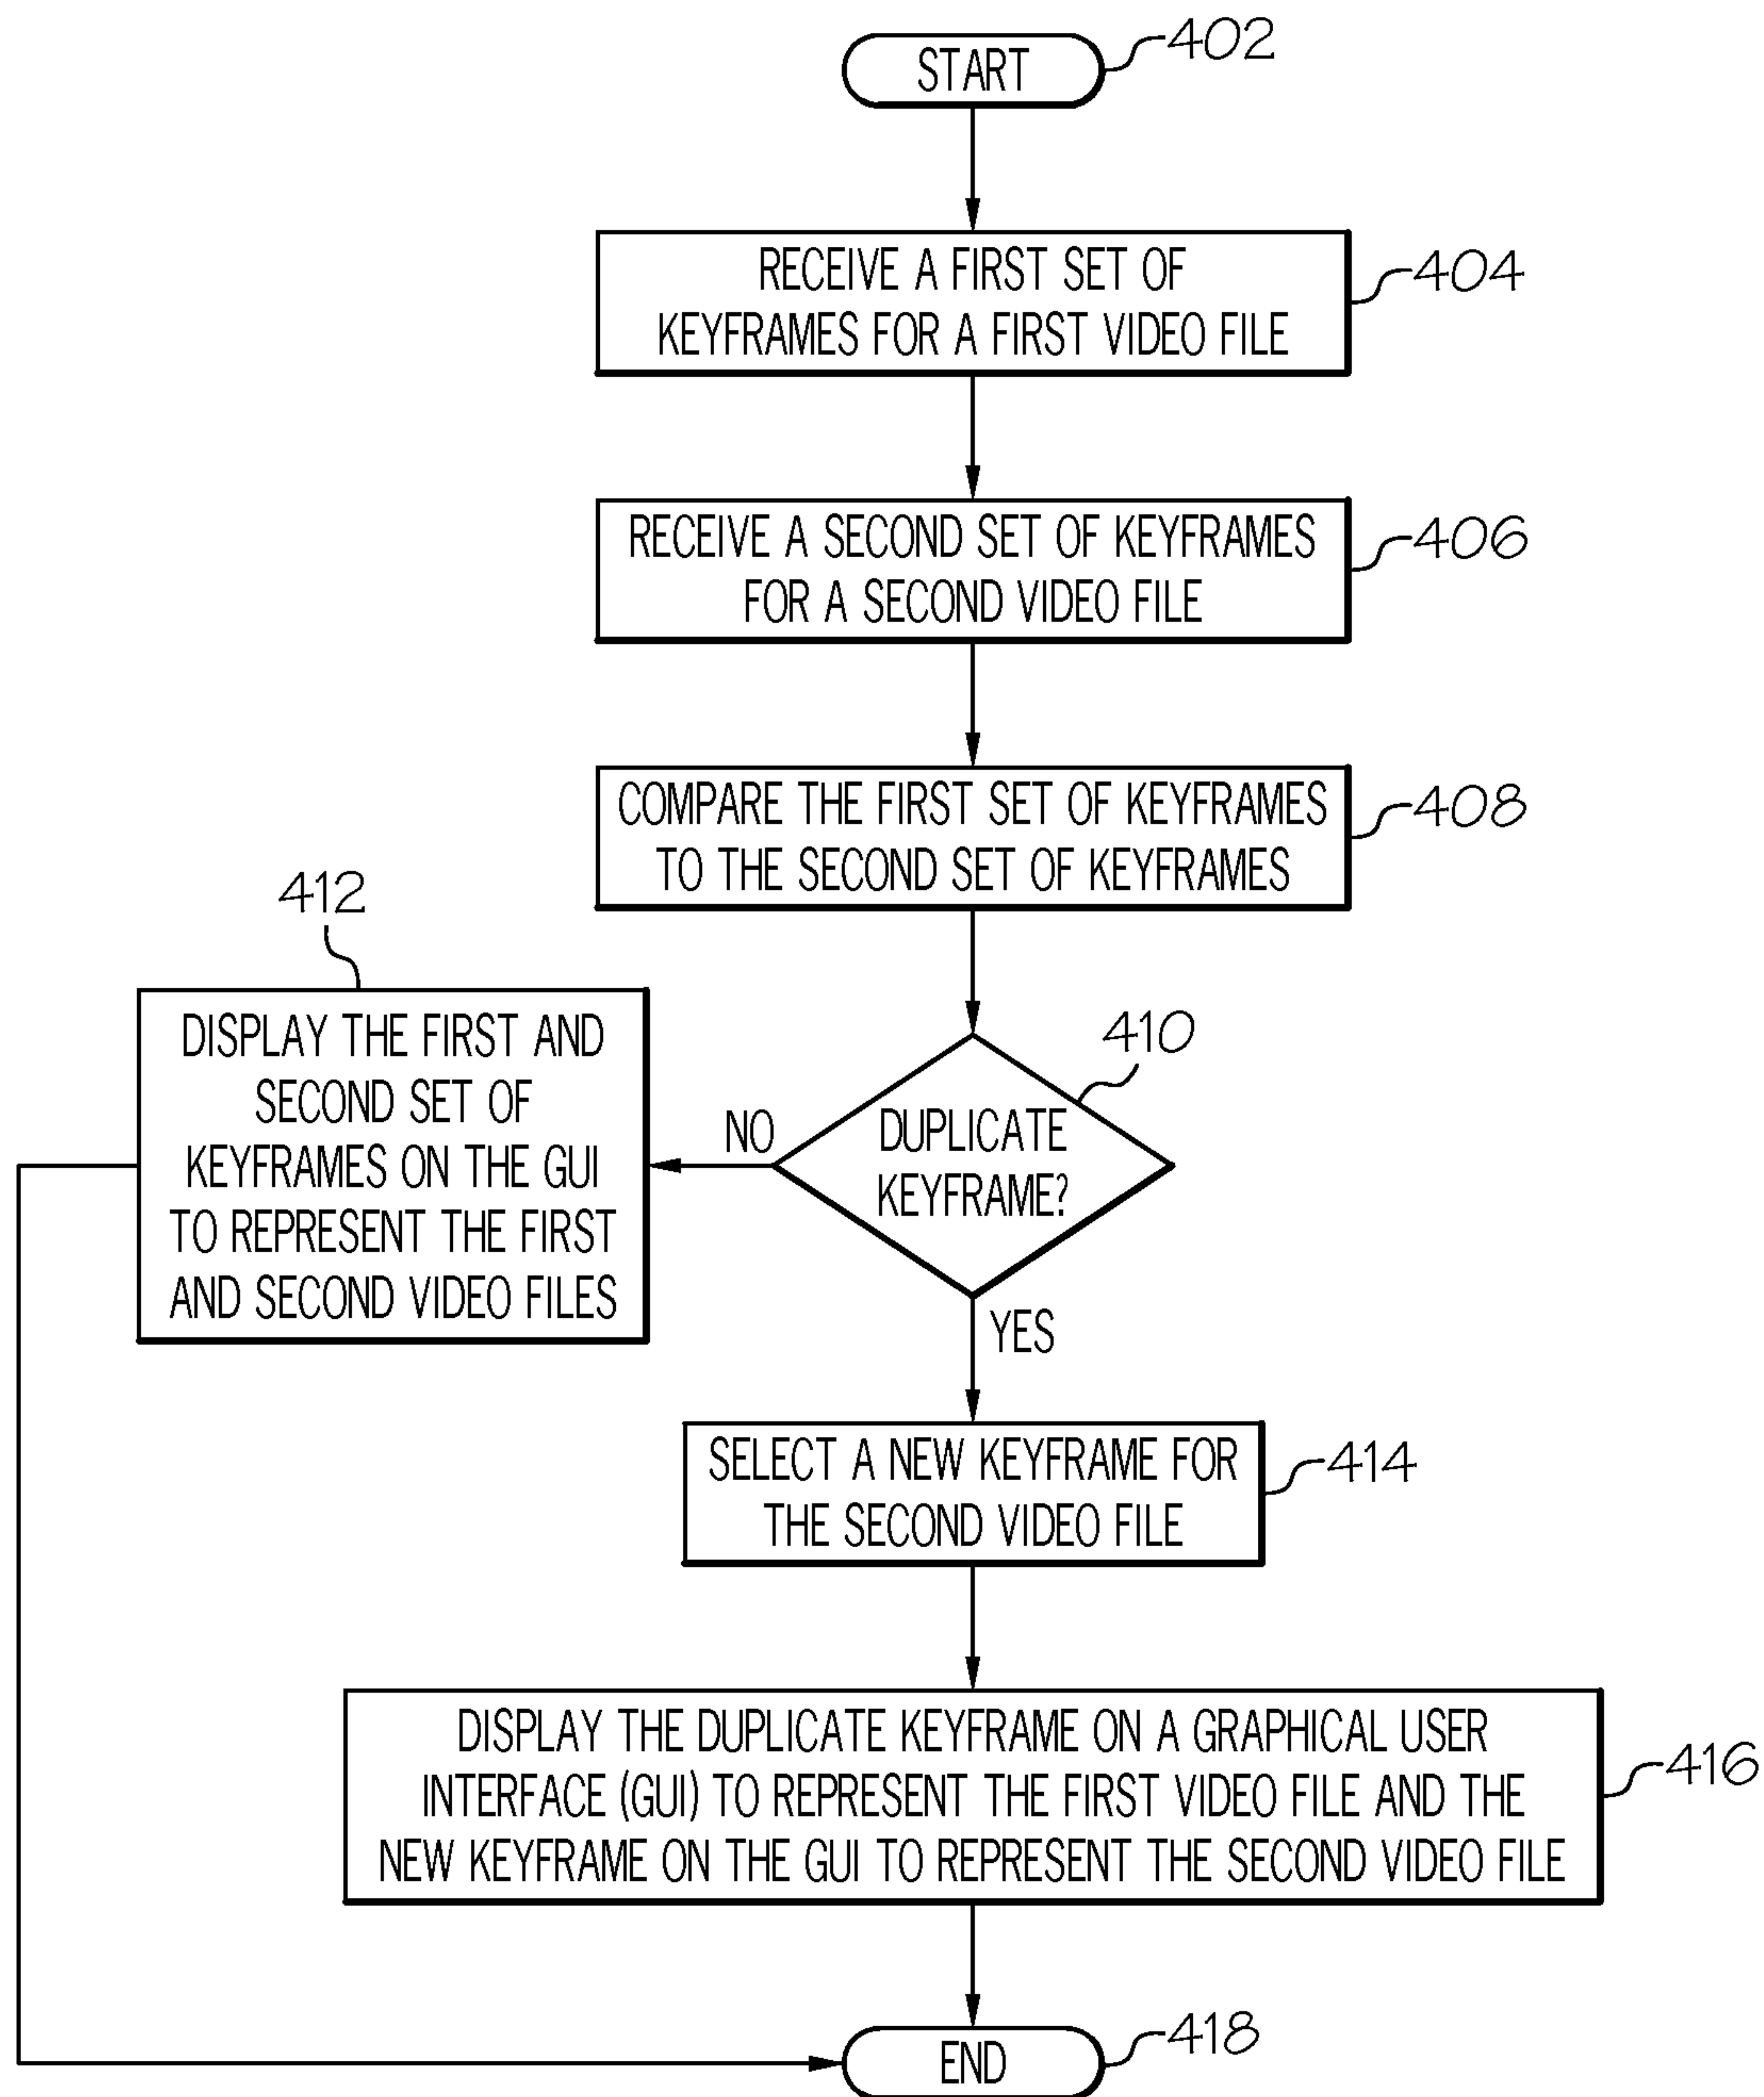 START
402
RECEIVE A FIRST SET OF
KEYFRAMES FOR A FIRST VIDEO FILE
404
RECEIVE A SECOND SET OF KEYFRAMES
FOR A SECOND VIDEO FILE
406
COMPARE THE FIRST SET OF KEYFRAMES
TO THE SECOND SET OF KEYFRAMES
408
DUPLICATE
KEYFRAME?
410
NO
412
DISPLAY THE FIRST AND
SECOND SET OF
KEYFRAMES ON THE GUI
TO REPRESENT THE FIRST
AND SECOND VIDEO FILES
YES
SELECT A NEW KEYFRAME FOR
THE SECOND VIDEO FILE
414
DISPLAY THE DUPLICATE KEYFRAME ON A GRAPHICAL USER
INTERFACE (GUI) TO REPRESENT THE FIRST VIDEO FILE AND THE
NEW KEYFRAME ON THE GUI TO REPRESENT THE SECOND VIDEO FILE
416
END
418